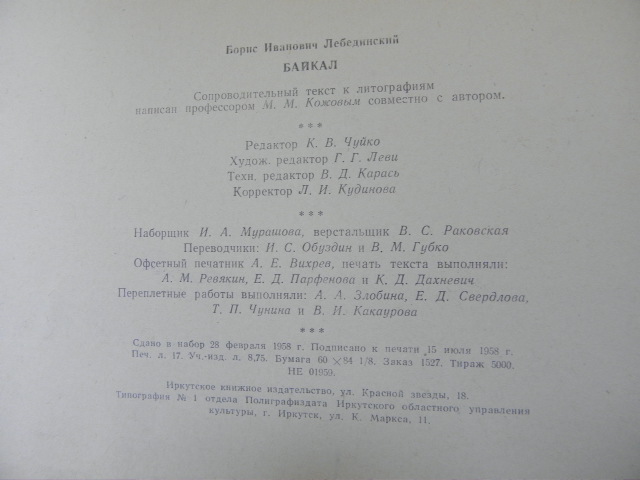 Борис Иванович Лебединский
БАЙКАЛ
Сопроводительный текст к литографиям
написан профессором М. М. Кожовым совместно с автором.
***
Редактор К. В. Чуйко
Худож. редактор Г. Г. Леви
Техн. редактор В. Д. Карась
Корректор Л. И. Кудинова
***
Наборщик И. А. Мурашова, верстальщик В. С. Раковская
Переводчики: И. С. Обуздин и В. М. Губко
Офсетный печатник А. Е. Вихрев, печать текста выполняли:
А. М. Ревякин, Е. Д. Парфенова и К. Д. Дахневич
Переплетные работы выполняли: А. А. Злобина, Е. Д. Свердлова,
Т. П. Чунина и В. И. Какаурова
***
Сдано в набор 28 февраля 1958 г. Подписано к печати 15 июля 1958 г.
Печ. л. 17. Уч.-изд. л. 8,75. Бумага 60×84 1/8. Заказ 1527. Тираж 5000.
НЕ 01959.
Иркутское книжное издательство, ул. Красной звезды, 18.
Типография № 1 отдела Полиграфиздата Иркутского областного управления
культуры, г. Иркутск, ул. К. Маркса, 11.